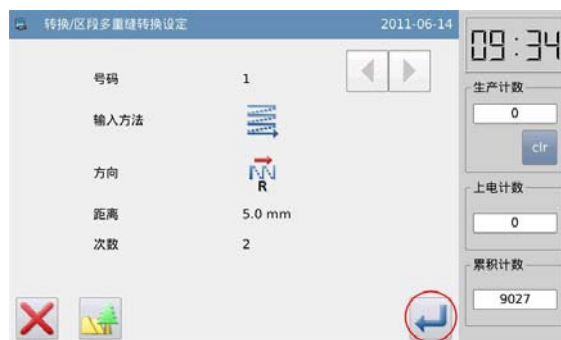 转换/区段多重缝转换设定 2011-06-14
09:34
号码 1
输入方法
方向 R
距离 5.0 mm
次数 2
生产计数
0
clr
上电计数
0
累积计数
9027